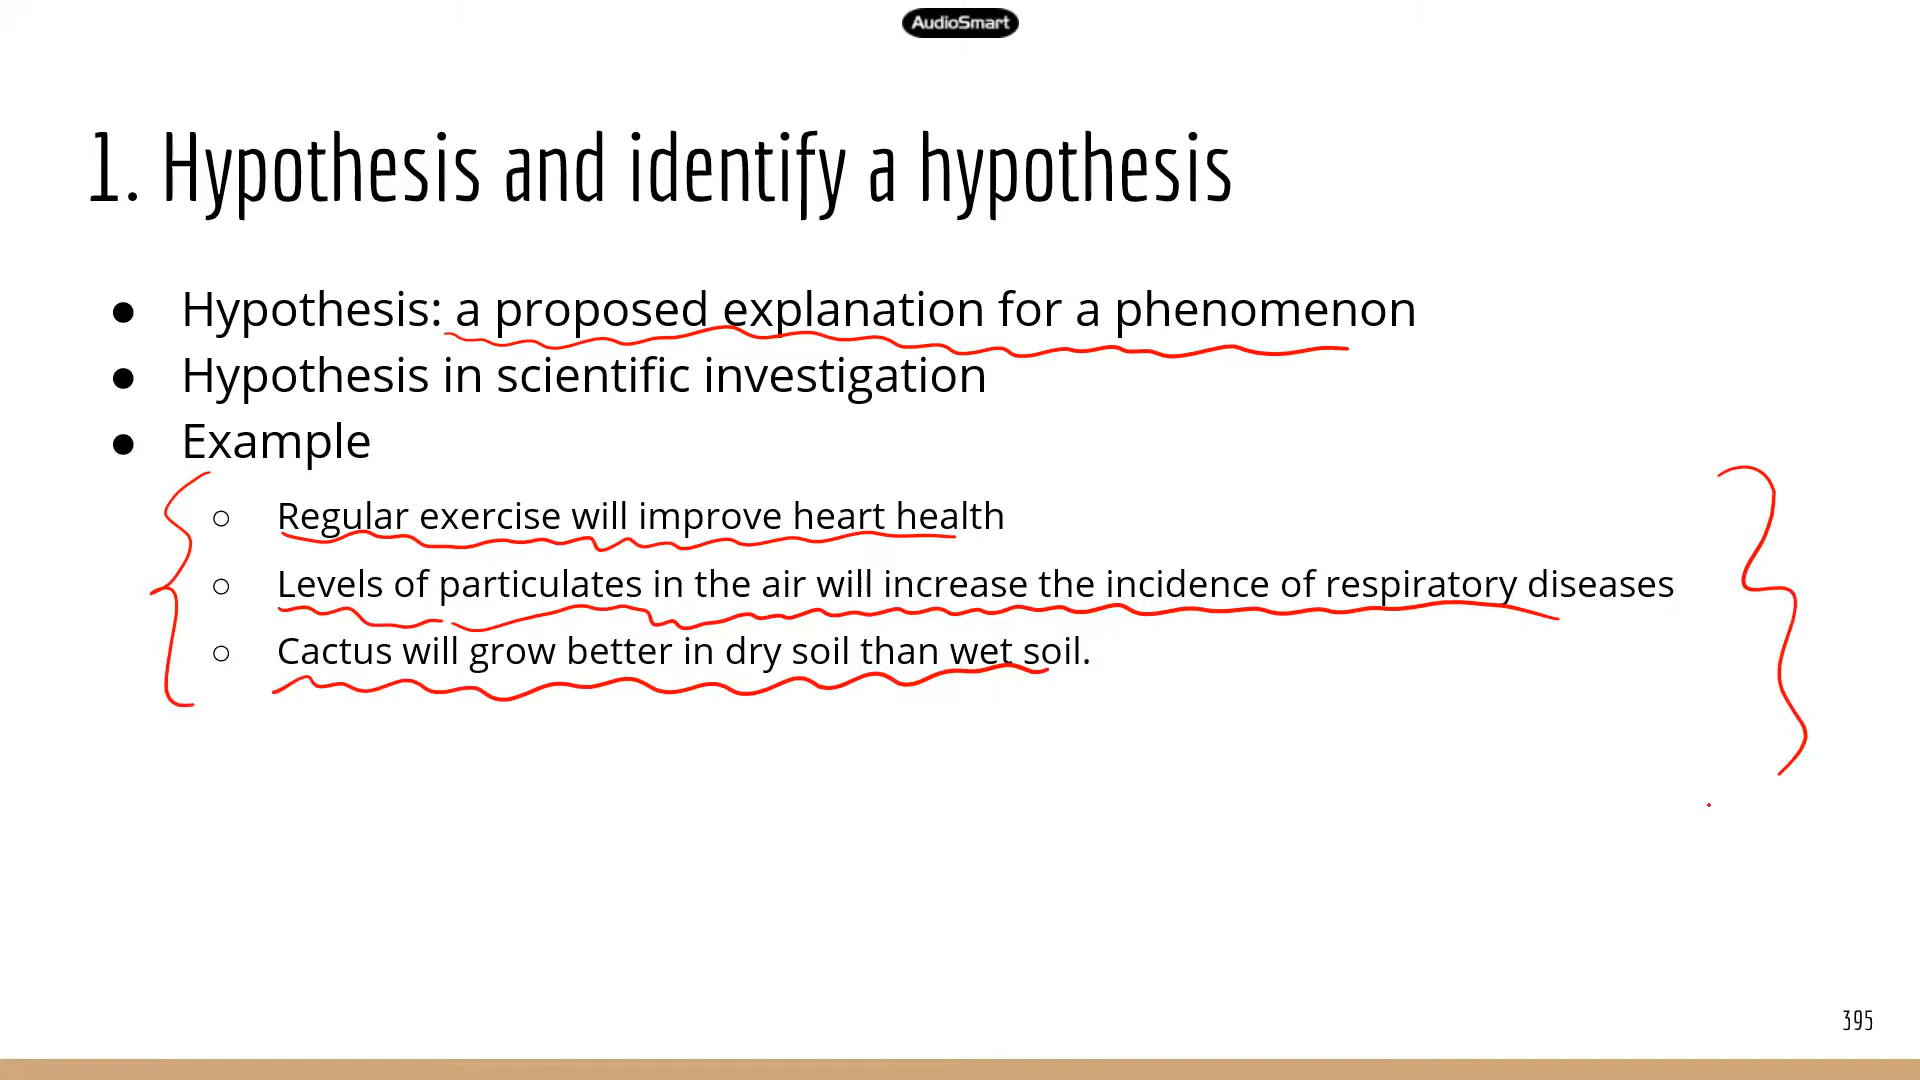 AudioSmart
1. Hypothesis and identify a hypothesis
● Hypothesis: a proposed explanation for a phenomenon
● Hypothesis in scientific investigation
● Example
○ Regular exercise will improve heart health
○ Levels of particulates in the air will increase the incidence of respiratory diseases
○ Cactus will grow better in dry soil than wet soil.
395